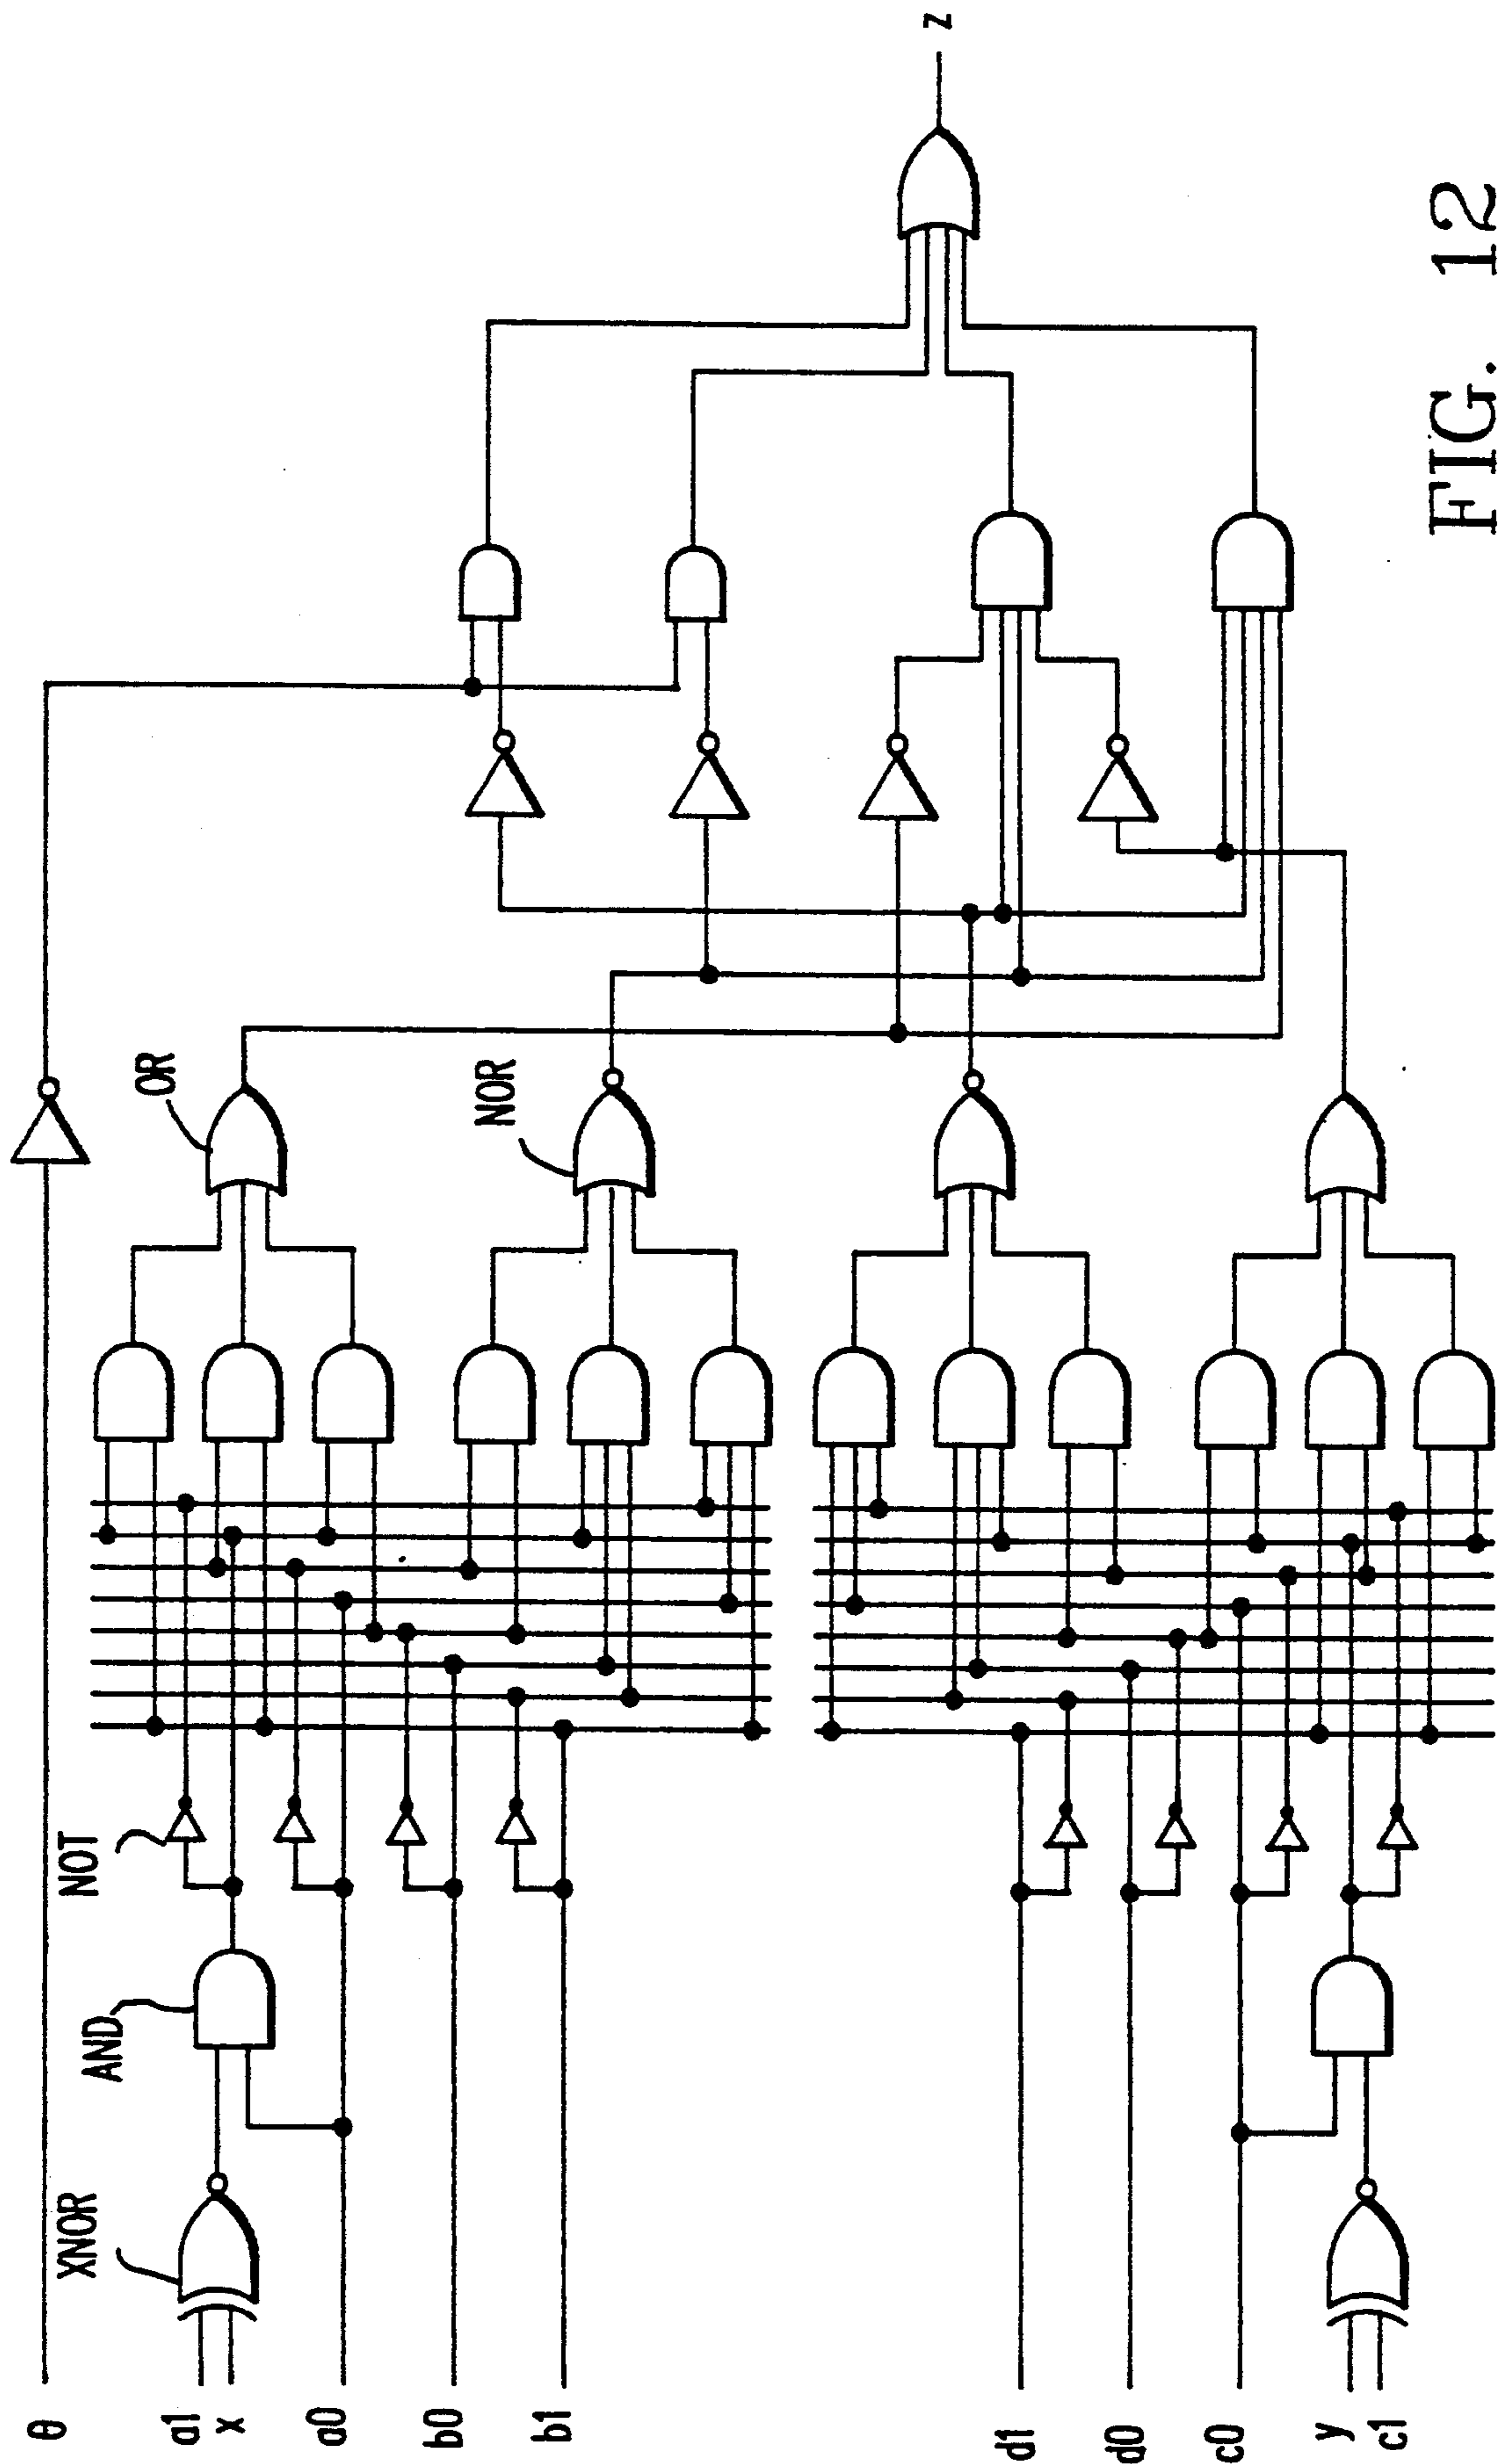 θ
a1
x
a0
b0
b1
d1
d0
c0
y
c1
XNOR
AND
NOT
OR
NOR
z
FIG. 12